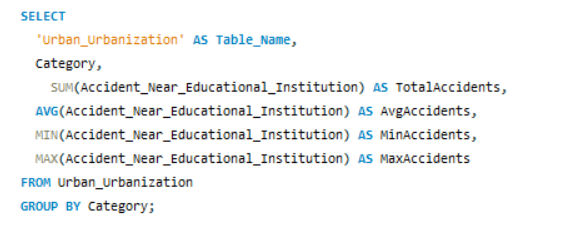 SELECT
'Urban_Urbanization' AS Table_Name,
Category,
SUM(Accident_Near_Educational_Institution) AS TotalAccidents,
AVG(Accident_Near_Educational_Institution) AS AvgAccidents,
MIN(Accident_Near_Educational_Institution) AS MinAccidents,
MAX(Accident_Near_Educational_Institution) AS MaxAccidents
FROM Urban_Urbanization
GROUP BY Category;